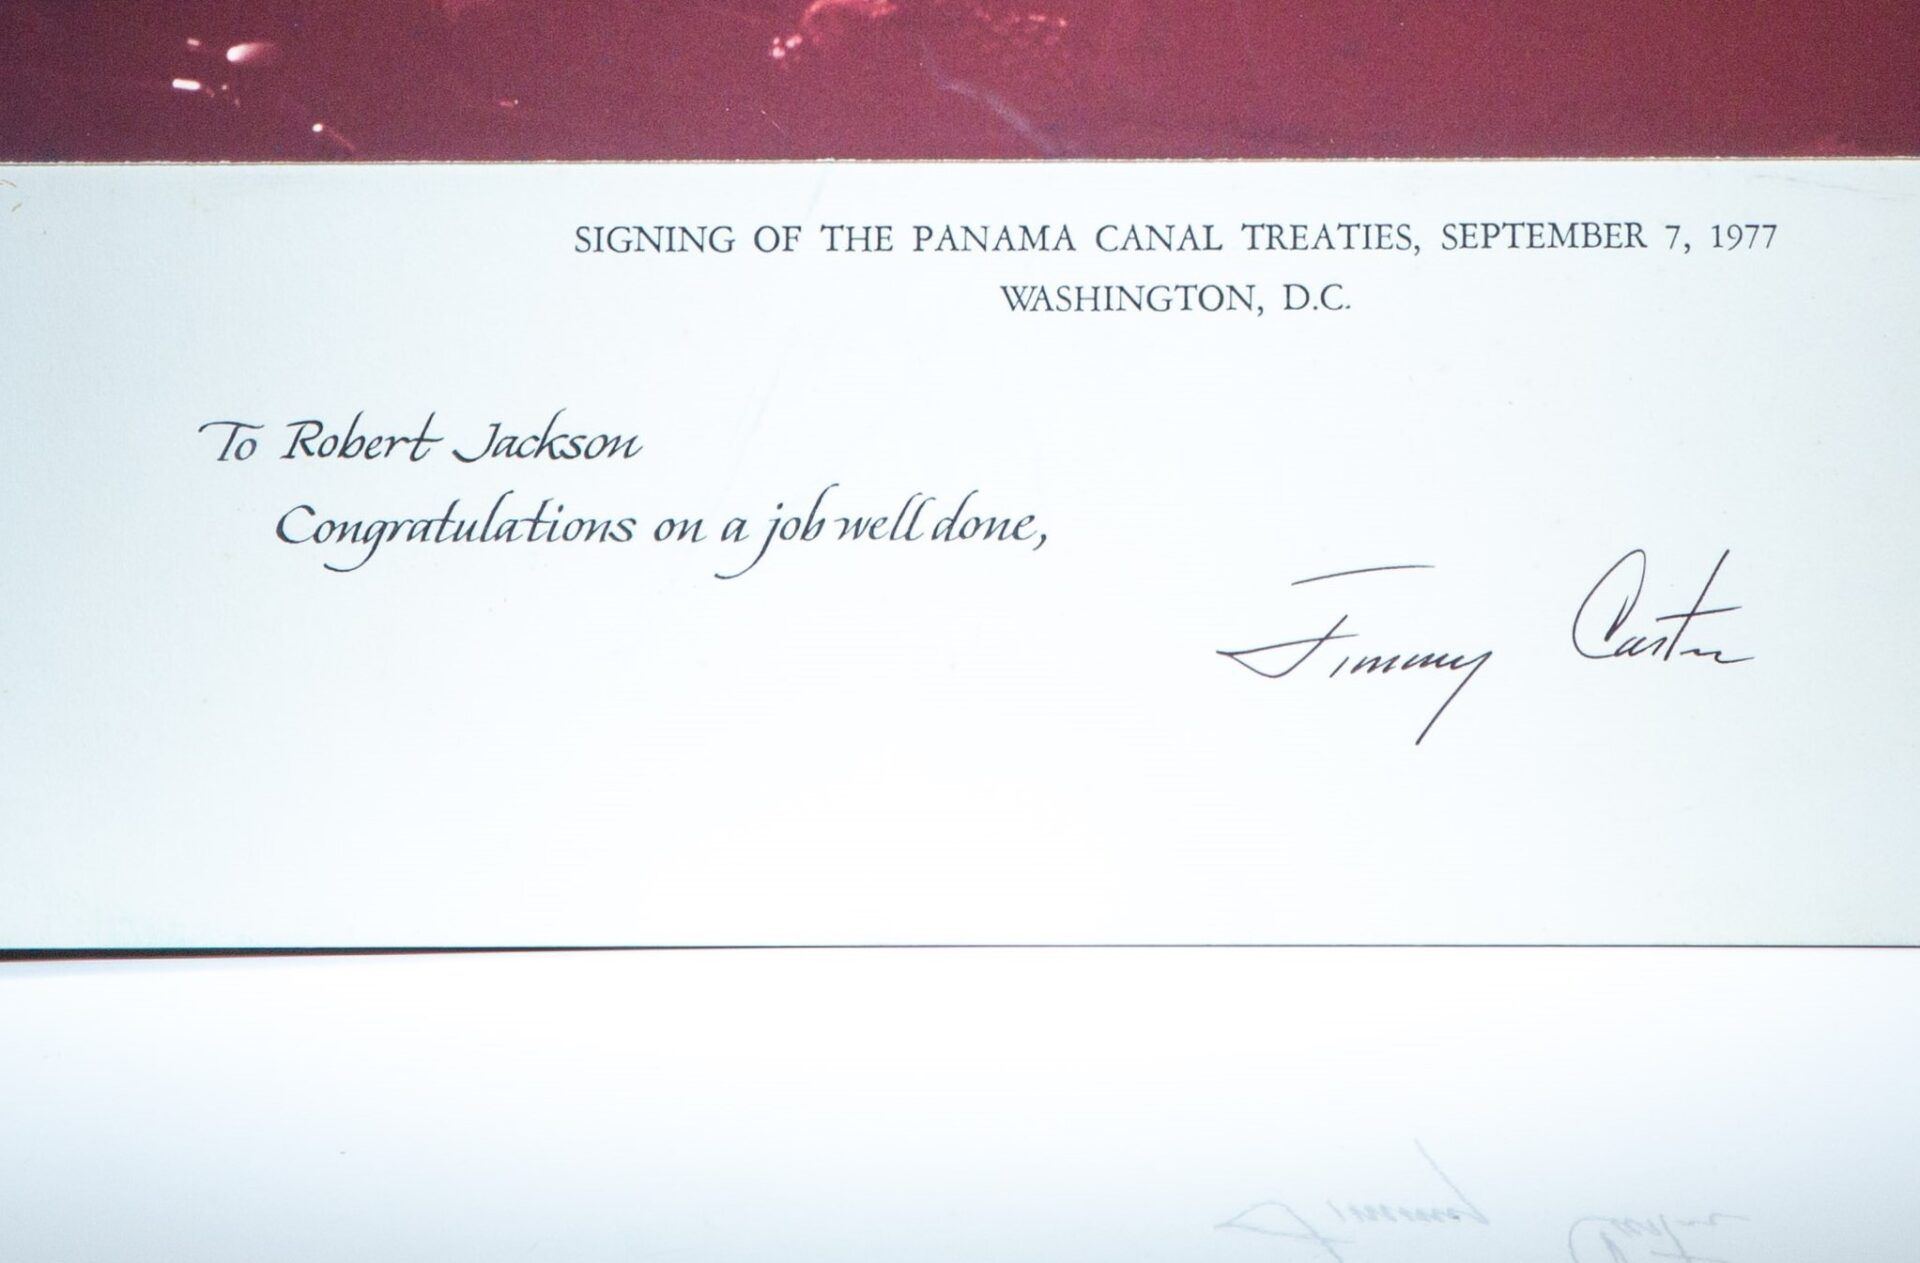 SIGNING OF THE PANAMA CANAL TREATIES, SEPTEMBER 7, 1977
WASHINGTON, D.C.
To Robert Jackson
Congratulations on a job well done,
Jimmy Carter